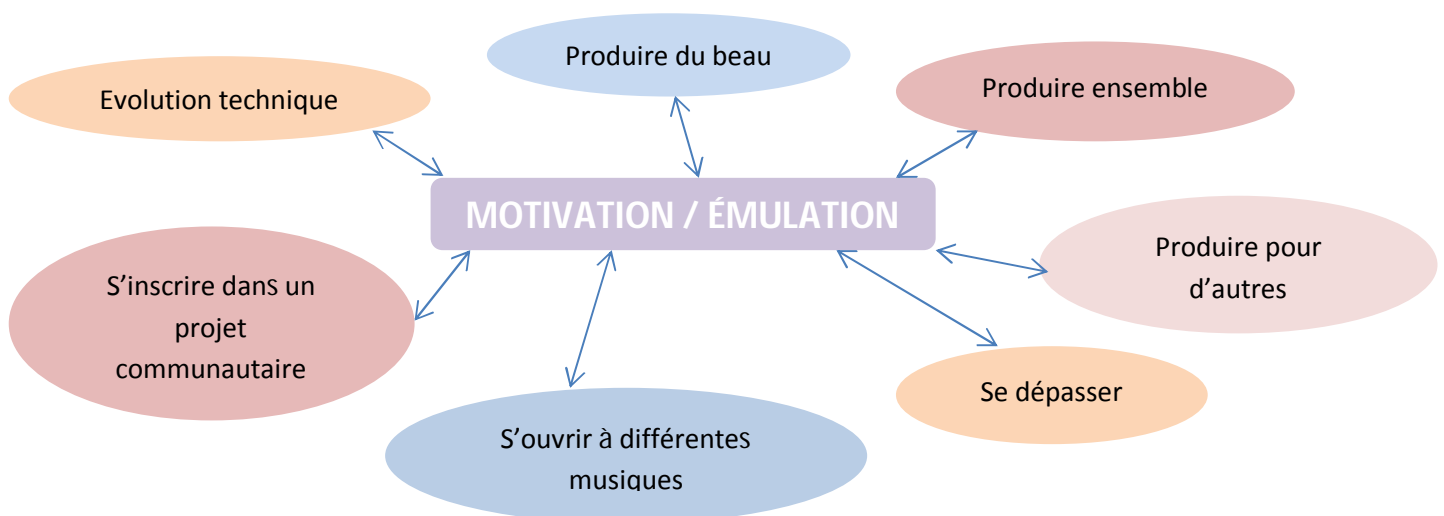 Produire du beau
Evolution technique
Produire ensemble
MOTIVATION / ÉMULATION
Produire pour
d’autres
S’inscrire dans un
projet
communautaire
Se dépasser
S’ouvrir à différentes
musiques